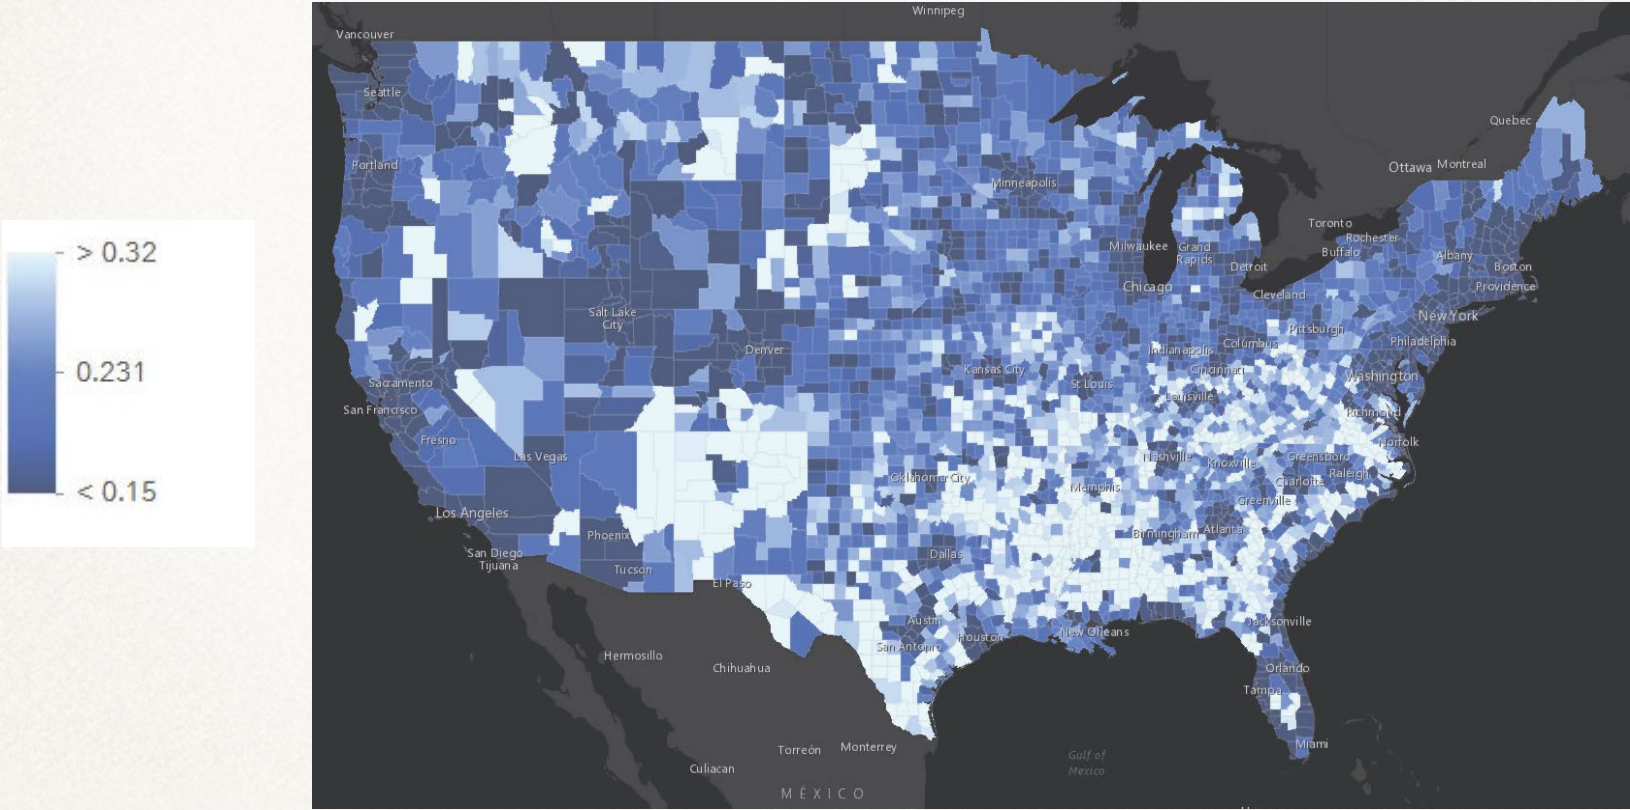 > 0.32
0.231
< 0.15
Winnipeg
Vancouver
Seattle
Quebec
Portland
Ottawa Montreal
Minneapolis
Toronto
Rochester
Milwaukee
Grand
Rapids
Buffalo
Albany
Detroit
Boston
Chicago
Providence
Cleveland
Salt Lake
City
New York
Pittsburgh
Columbus
Philadelphia
Denver
Indianapolis
Kansas City
Cincinnati
Washington
Sacramento
St Louis
Louisville
San Francisco
Richmond
Fresno
Norfolk
Las Vegas
Nashville
Knoxville
Greensboro
Oklahoma City
Raleigh
Charlotte
Memphis
Greenville
Los Angeles
Phoenix
Birmingham
Atlanta
San Diego
Tijuana
Dallas
Tucson
El Paso
Austin
Jacksonville
New Orleans
Houston
San Antonio
Hermosillo
Chihuahua
Orlando
Tampa
Miami
Torreón
Monterrey
Gulf of
Mexico
Culiacan
MÉXICO